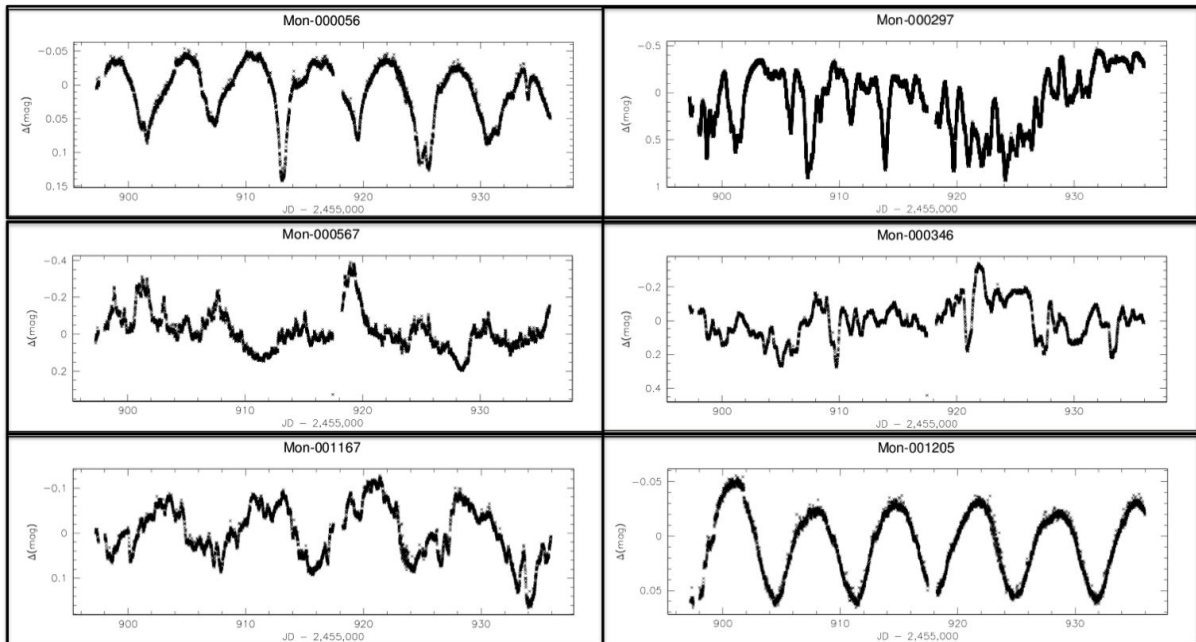 Mon-000056
-0.05
0
0.05
0.1
0.15
Δ(mag)
900
910
920
930
JD - 2,455,000
Mon-000297
-0.5
0
0.5
1
Δ(mag)
900
910
920
930
JD - 2,455,000
Mon-000567
-0.4
-0.2
0
0.2
Δ(mag)
900
910
920
930
JD - 2,455,000
Mon-000346
-0.2
0
0.2
0.4
Δ(mag)
900
910
920
930
JD - 2,455,000
Mon-001167
-0.1
0
0.1
Δ(mag)
900
910
920
930
JD - 2,455,000
Mon-001205
-0.05
0
0.05
Δ(mag)
900
910
920
930
JD - 2,455,000